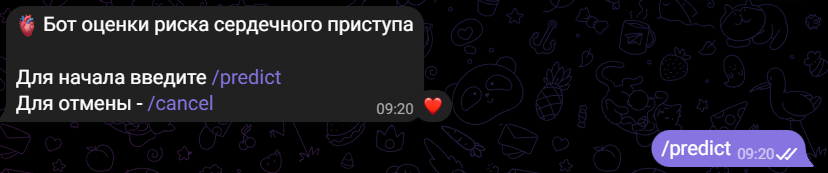 🫀 Бот оценки риска сердечного приступа
Для начала введите /predict
Для отмены - /cancel
09:20
/predict 09:20